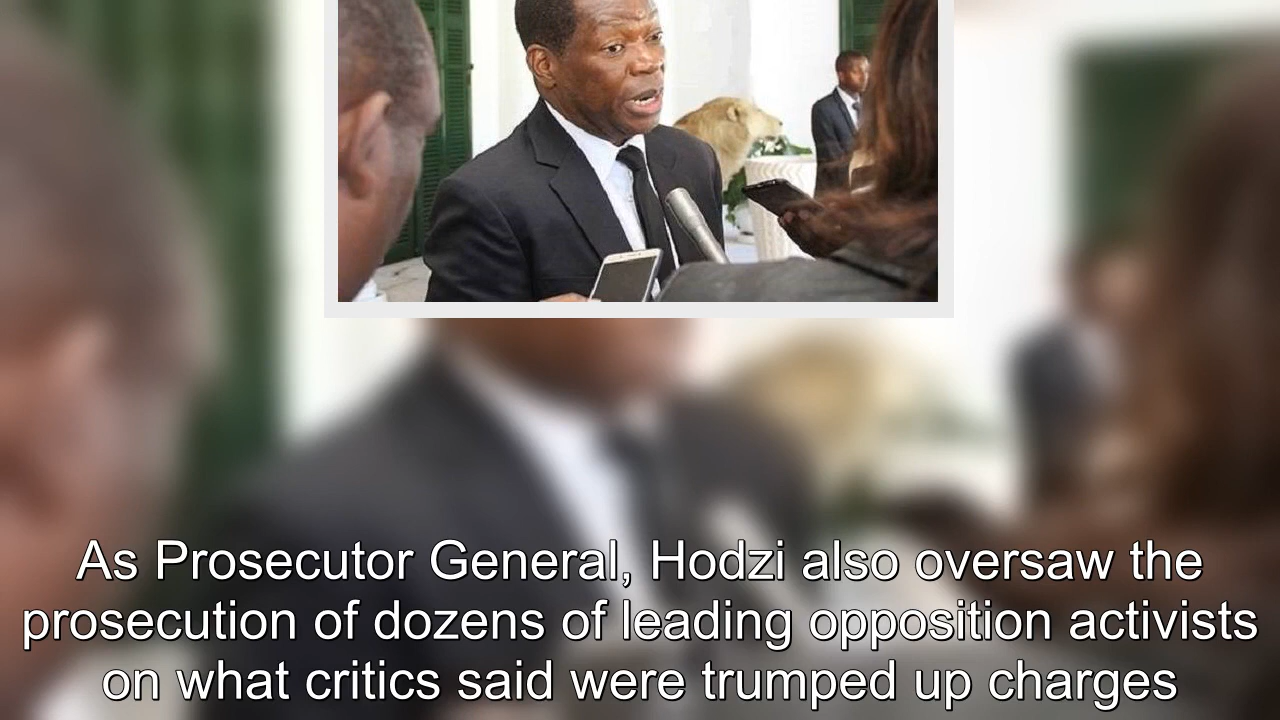 As Prosecutor General, Hodzi also oversaw the
prosecution of dozens of leading opposition activists
on what critics said were trumped up charges